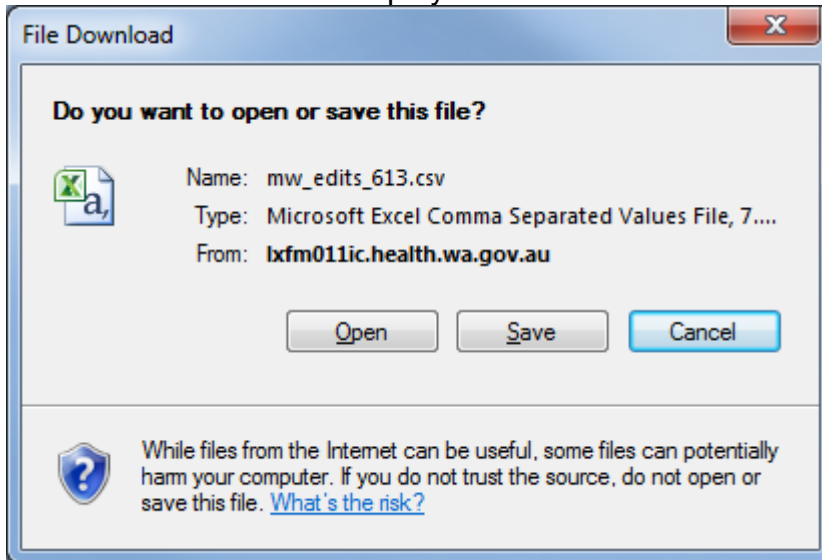 File Download
X
Do you want to open or save this file?
a,
Name: mw_edits_613.csv
Type: Microsoft Excel Comma Separated Values File, 7....
From: lxfm011ic.health.wa.gov.au
Open Save Cancel
While files from the Internet can be useful, some files can potentially
harm your computer. If you do not trust the source, do not open or
save this file. What's the risk?